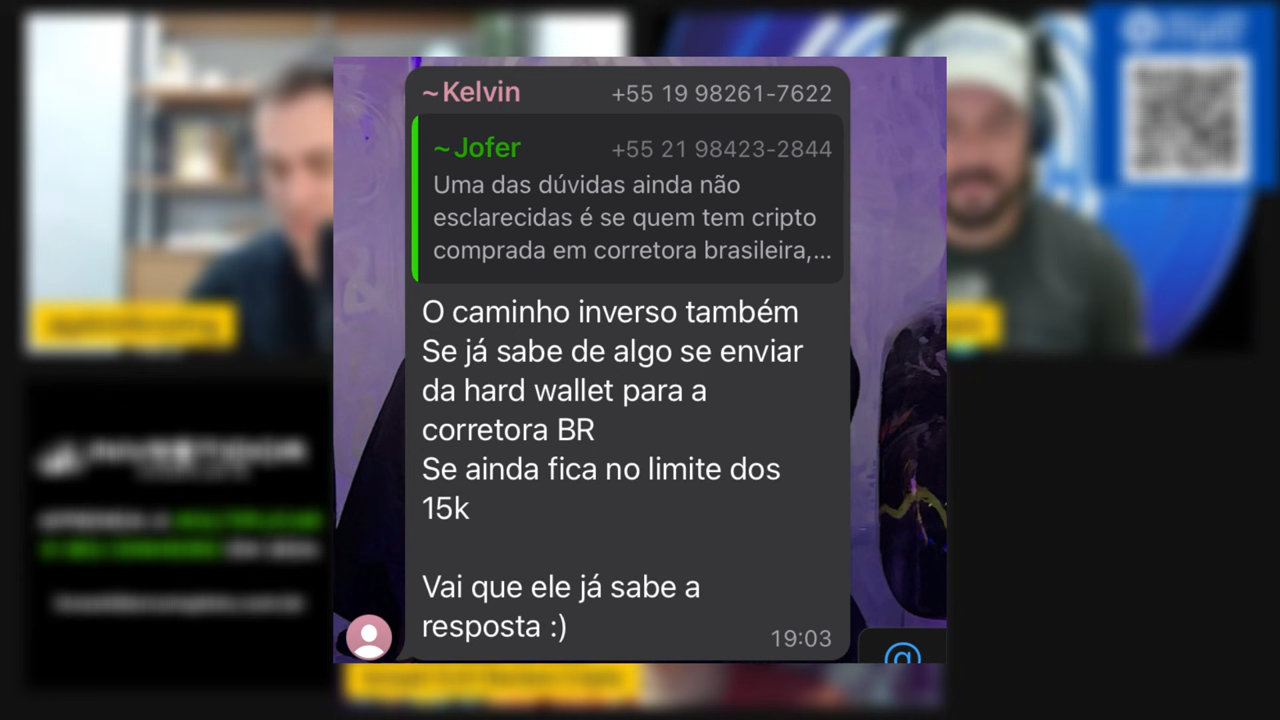 ~Kelvin +55 19 98261-7622
~Jofer +55 21 98423-2844
Uma das dúvidas ainda não
esclarecidas é se quem tem cripto
comprada em corretora brasileira,...
O caminho inverso também
Se já sabe de algo se enviar
da hard wallet para a
corretora BR
Se ainda fica no limite dos
15k
Vai que ele já sabe a
resposta :)
19:03
@